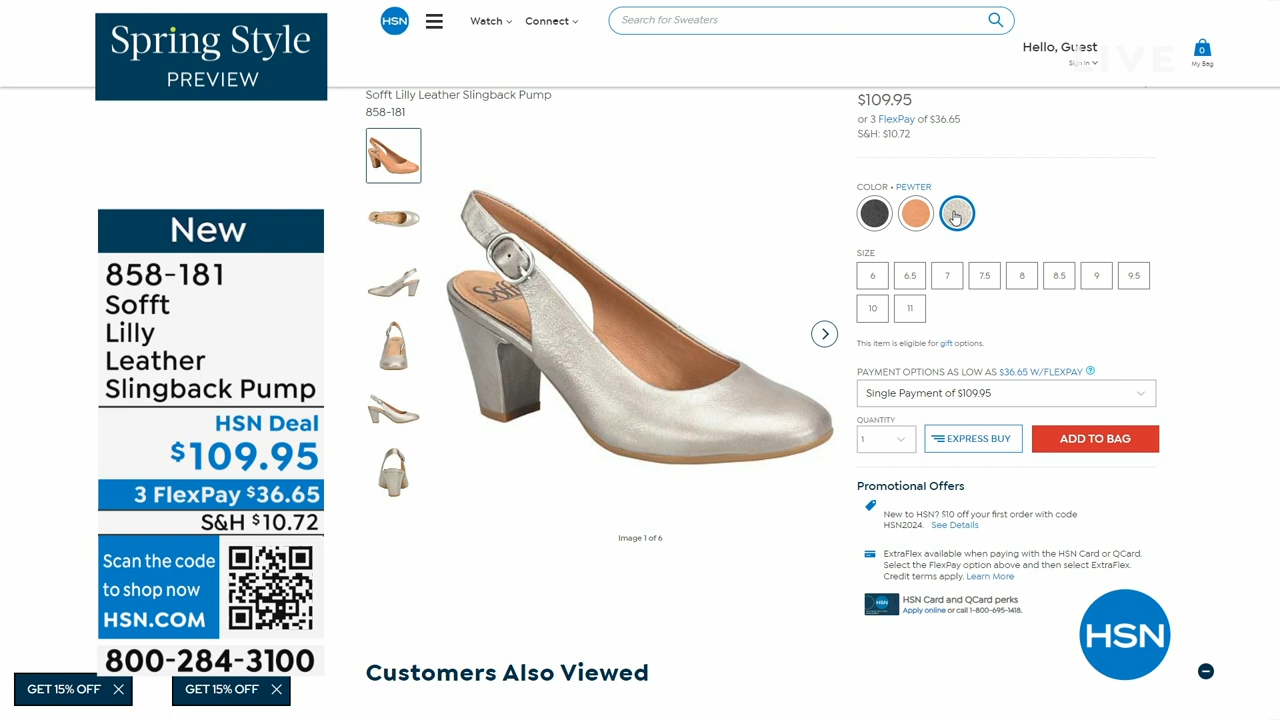 Spring Style
PREVIEW
HSN
Watch
Connect
Search for Sweaters
Hello, Guest
Sign In
LIVE
0
My Bag
Sofft Lilly Leather Slingback Pump
858-181
$109.95
or 3 FlexPay of $36.65
S&H: $10.72
COLOR • PEWTER
SIZE
6
6.5
7
7.5
8
8.5
9
9.5
10
11
This item is eligible for gift options.
PAYMENT OPTIONS AS LOW AS $36.65 W/FLEXPAY ?
Single Payment of $109.95
QUANTITY
1
EXPRESS BUY
ADD TO BAG
Promotional Offers
New to HSN? $10 off your first order with code
HSN2024. See Details
ExtraFlex available when paying with the HSN Card or QCard.
Select the FlexPay option above and then select ExtraFlex.
Credit terms apply. Learn More
HSN
HSN Card and QCard perks
Apply online or call 1-800-695-1418.
Sofft
Image 1 of 6
Customers Also Viewed
New
858-181
Sofft
Lilly
Leather
Slingback Pump
HSN Deal
$109.95
3 FlexPay $36.65
S&H $10.72
Scan the code
to shop now
HSN.COM
800-284-3100
GET 15% OFF
GET 15% OFF
HSN